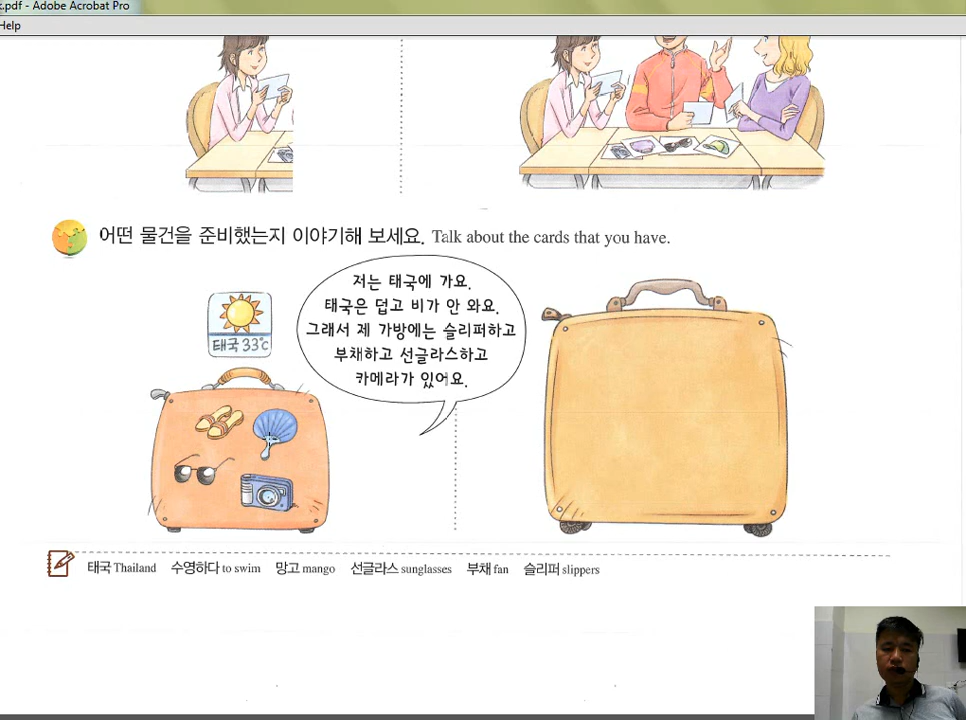 .pdf - Adobe Acrobat Pro
Help
어떤 물건을 준비했는지 이야기해 보세요. Talk about the cards that you have.
태국 33°C
저는 태국에 가요.
태국은 덥고 비가 안 와요.
그래서 제 가방에는 슬리퍼하고
부채하고 선글라스하고
카메라가 있어요.
태국 Thailand 수영하다 to swim 망고 mango 선글라스 sunglasses 부채 fan 슬리퍼 slippers